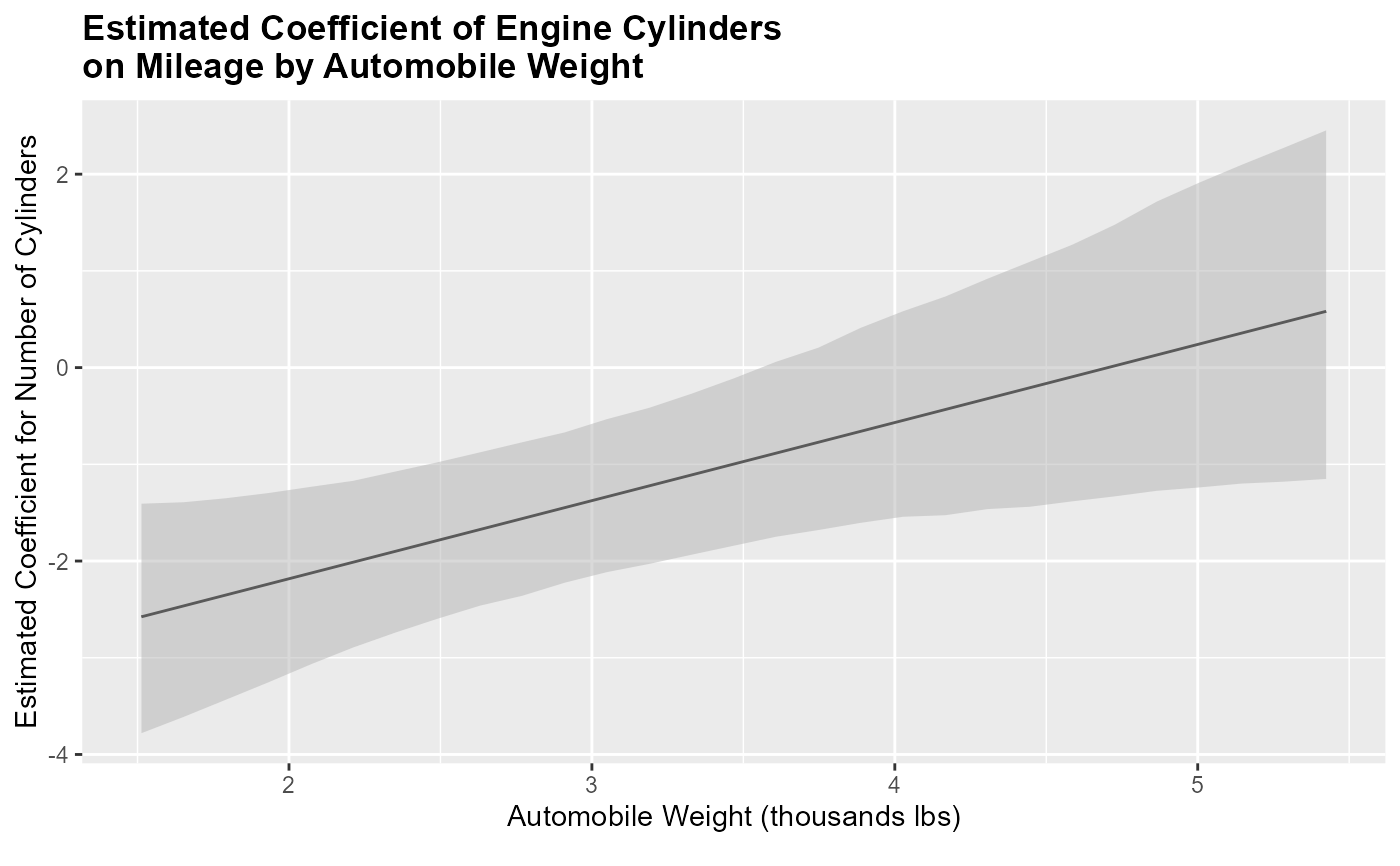 Estimated Coefficient of Engine Cylinders
on Mileage by Automobile Weight
Estimated Coefficient for Number of Cylinders
2
0
-2
-4
2
3
4
5
Automobile Weight (thousands lbs)